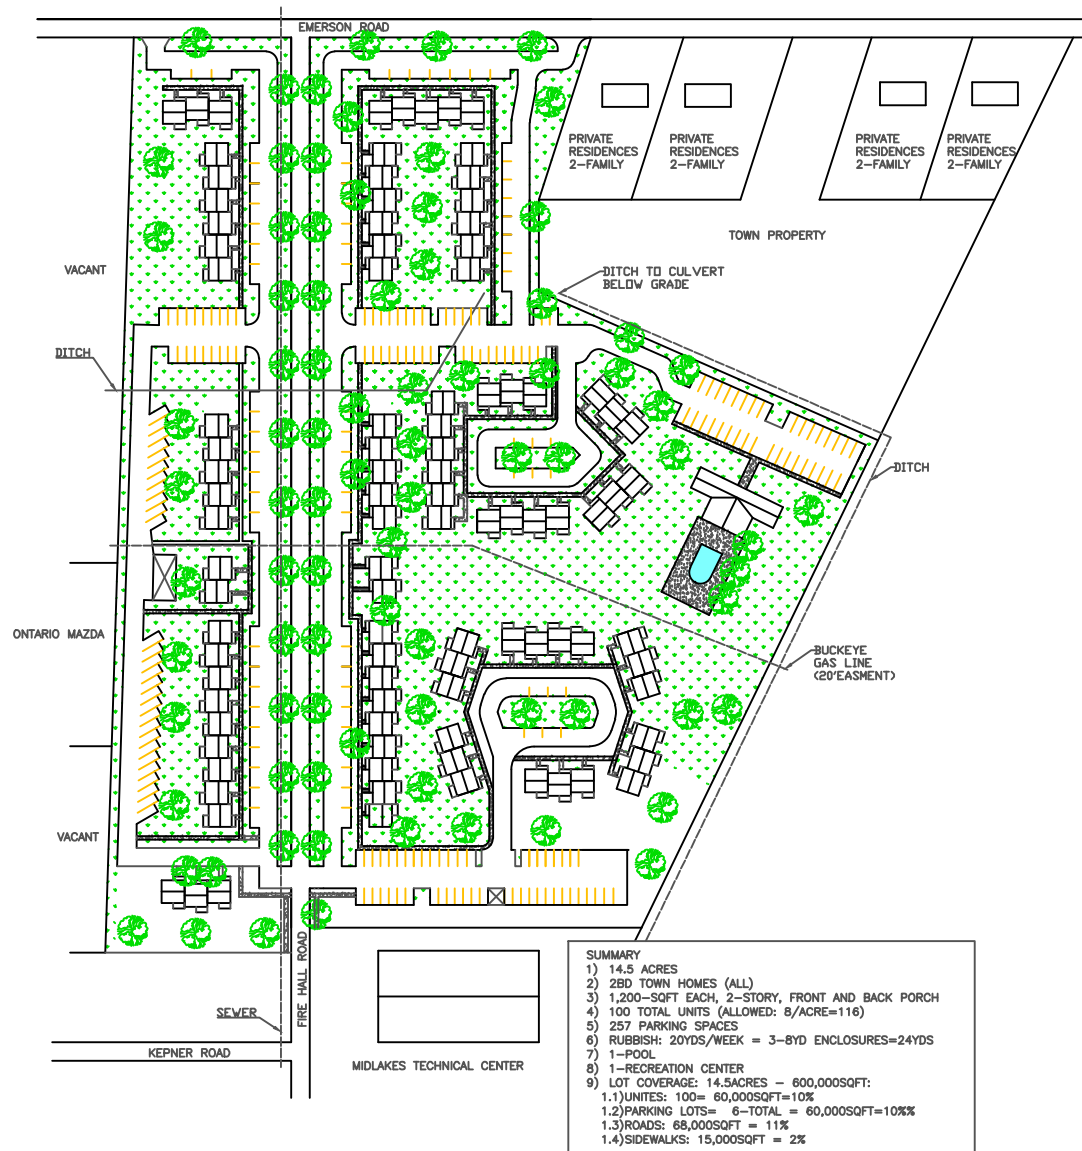 EMERSON ROAD
PRIVATE
RESIDENCES
2-FAMILY
PRIVATE
RESIDENCES
2-FAMILY
PRIVATE
RESIDENCES
2-FAMILY
PRIVATE
RESIDENCES
2-FAMILY
TOWN PROPERTY
VACANT
DITCH TO CULVERT
BELOW GRADE
DITCH
DITCH
ONTARIO MAZDA
BUCKEYE
GAS LINE
(20'EASMENT)
VACANT
FIRE HALL ROAD
SEWER
KEPNER ROAD
MIDLAKES TECHNICAL CENTER
SUMMARY
1) 14.5 ACRES
2) 2BD TOWN HOMES (ALL)
3) 1,200-SQFT EACH, 2-STORY, FRONT AND BACK PORCH
4) 100 TOTAL UNITS (ALLOWED: 8/ACRE=116)
5) 257 PARKING SPACES
6) RUBBISH: 20YDS/WEEK = 3-8YD ENCLOSURES=24YDS
7) 1-POOL
8) 1-RECREATION CENTER
9) LOT COVERAGE: 14.5ACRES - 600,000SQFT:
1.1)UNITES: 100= 60,000SQFT=10%
1.2)PARKING LOTS= 6-TOTAL = 60,000SQFT=10%%
1.3)ROADS: 68,000SQFT = 11%
1.4)SIDEWALKS: 15,000SQFT = 2%